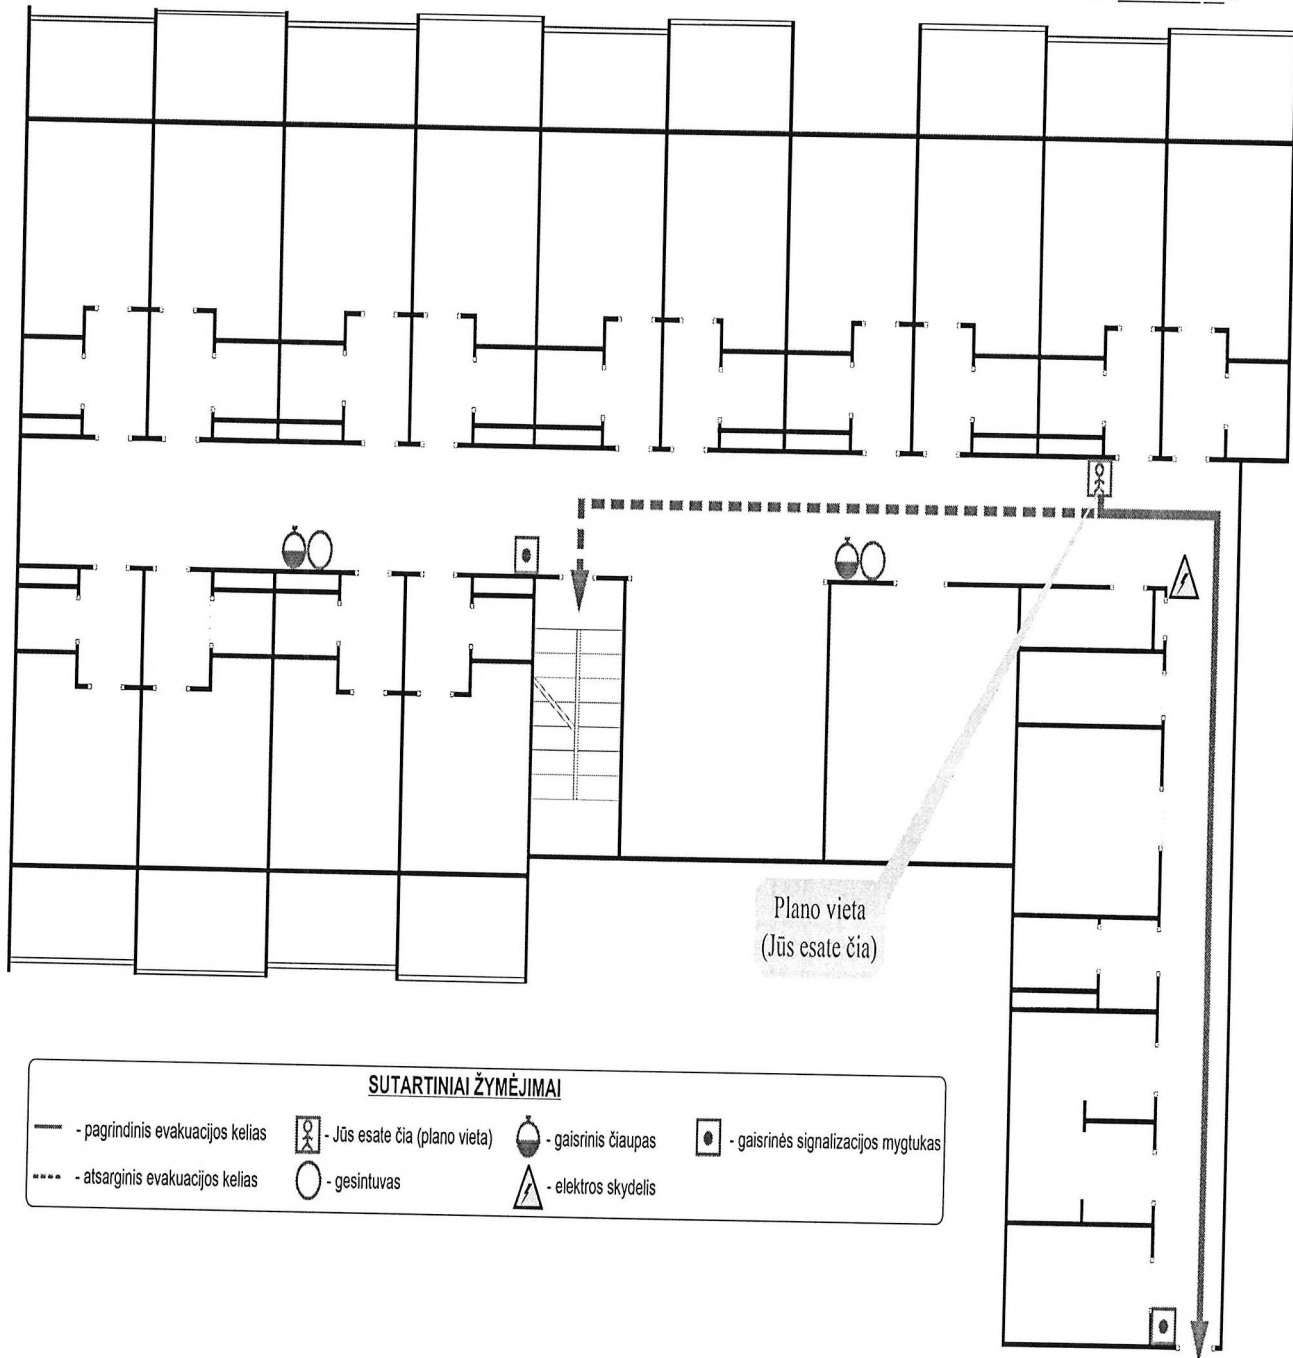 Plano vieta
(Jūs esate čia)
SUTARTINIAI ŽYMĖJIMAI
- pagrindinis evakuacijos kelias
- Jūs esate čia (plano vieta)
- gaisrinis čiaupas
- gaisrinės signalizacijos mygtukas
- atsarginis evakuacijos kelias
- gesintuvas
- elektros skydelis